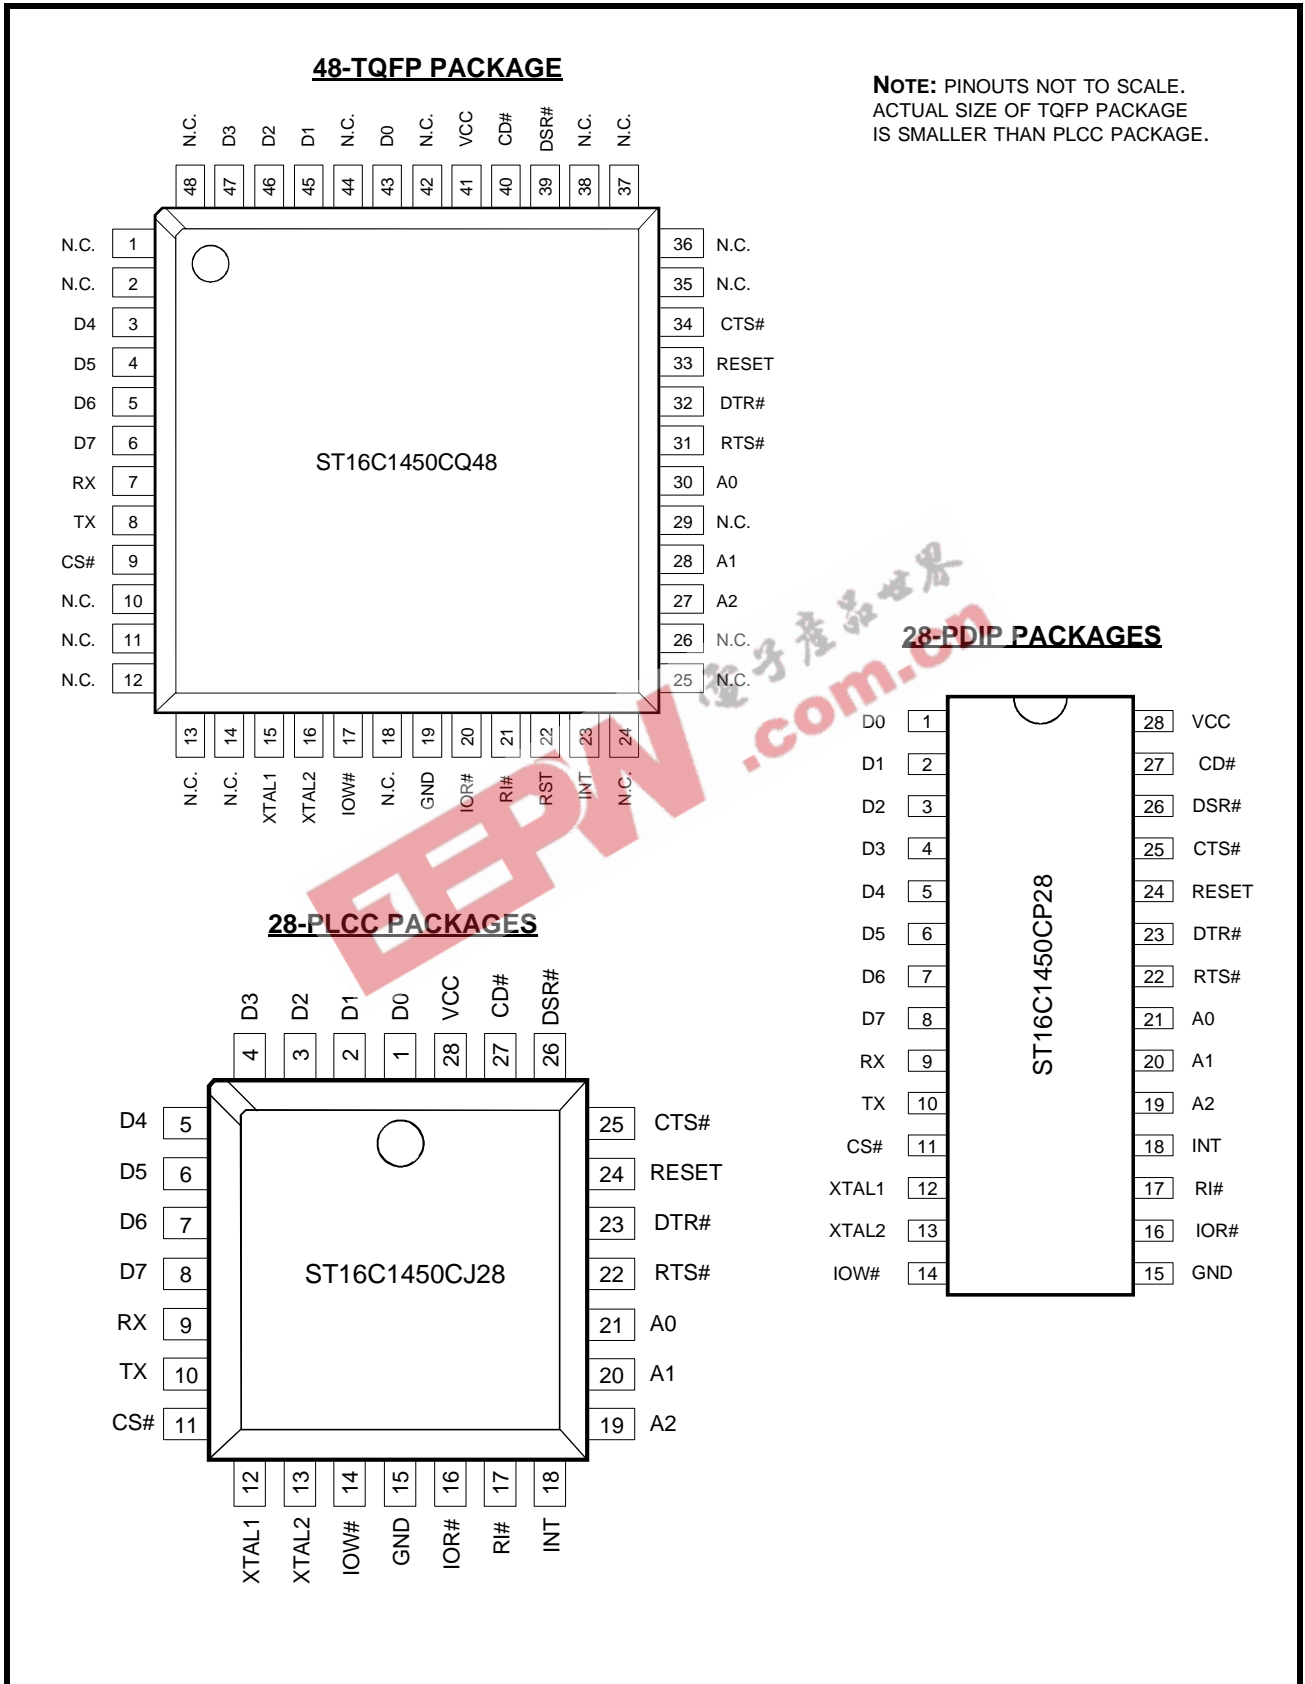 48-TQFP PACKAGE
NOTE: PINOUTS NOT TO SCALE.
ACTUAL SIZE OF TQFP PACKAGE
IS SMALLER THAN PLCC PACKAGE.
N.C. D3 D2 D1 N.C. D0 N.C. VCC CD# DSR# N.C. N.C.
48 47 46 45 44 43 42 41 40 39 38 37
N.C. 1 36 N.C.
N.C. 2 35 N.C.
D4 3 34 CTS#
D5 4 33 RESET
D6 5 32 DTR#
D7 6 31 RTS#
ST16C1450CQ48
RX 7 30 A0
TX 8 29 N.C.
CS# 9 28 A1
N.C. 10 27 A2
N.C. 11 26 N.C.
N.C. 12 25 N.C.
13 14 15 16 17 18 19 20 21 22 23 24
N.C. N.C. XTAL1 XTAL2 IOW# N.C. GND IOR# RI# RST INT N.C.
電子產品世界
EEPW .com.cn
28-PDIP PACKAGES
D0 1 28 VCC
D1 2 27 CD#
D2 3 26 DSR#
D3 4 25 CTS#
D4 5 24 RESET
D5 6 23 DTR#
D6 7 22 RTS#
D7 8 21 A0
RX 9 20 A1
TX 10 19 A2
CS# 11 18 INT
XTAL1 12 17 RI#
XTAL2 13 16 IOR#
IOW# 14 15 GND
ST16C1450CP28
28-PLCC PACKAGES
D3 D2 D1 D0 VCC CD# DSR#
4 3 2 1 28 27 26
D4 5 25 CTS#
D5 6 24 RESET
D6 7 23 DTR#
D7 8 22 RTS#
ST16C1450CJ28
RX 9 21 A0
TX 10 20 A1
CS# 11 19 A2
12 13 14 15 16 17 18
XTAL1 XTAL2 IOW# GND IOR# RI# INT